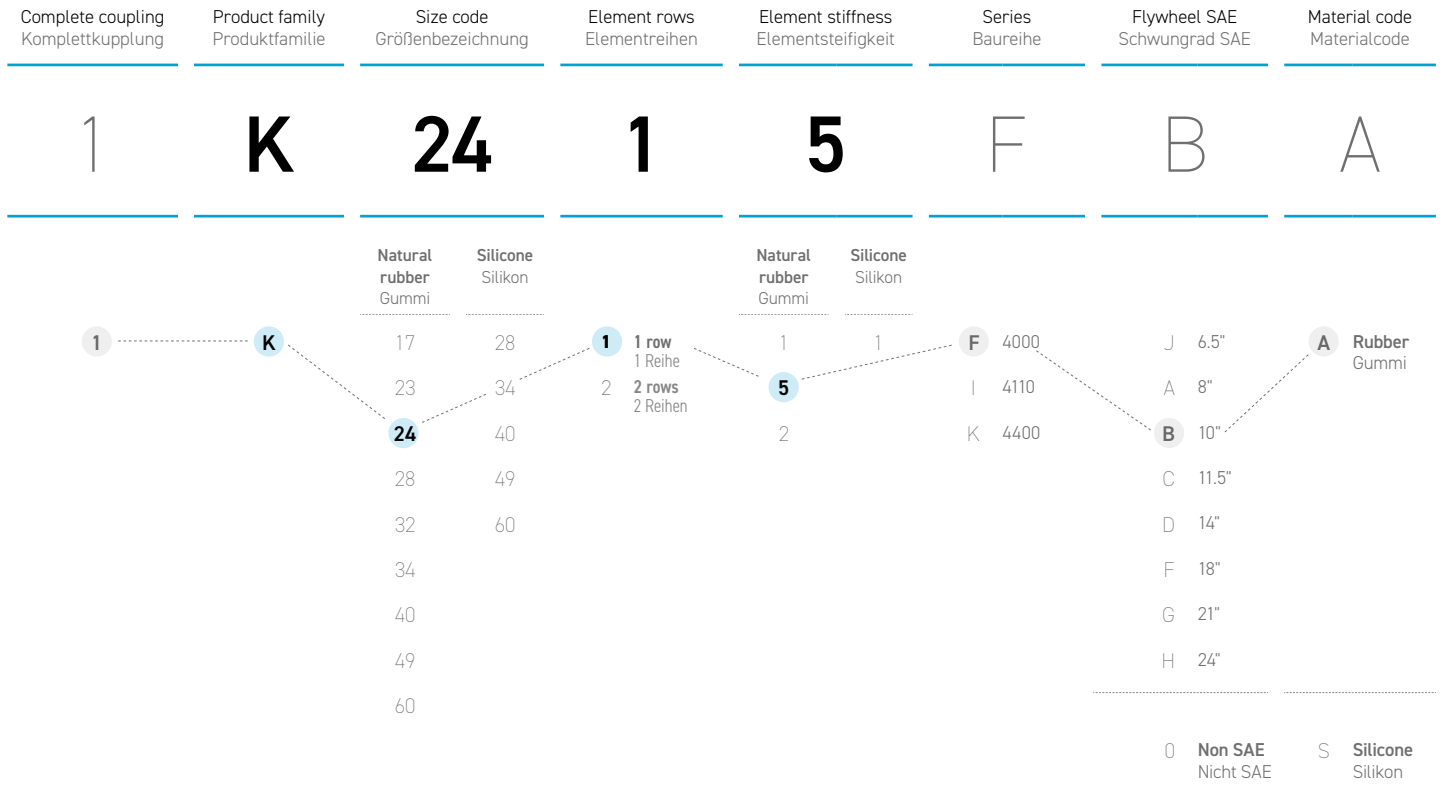 Complete coupling Product family Size code Element rows Element stiffness Series Flywheel SAE Material code
Komplettkupplung Produktfamilie Größenbezeichnung Elementreihen Elementsteifigkeit Baureihe Schwungrad SAE Materialcode
1 K 24 1 5 F B A
Natural Silicone Natural Silicone
rubber Silikon rubber Silikon
Gummi Gummi
1 K 17 28 1 1 row 1 1 F 4000 J 6.5" A Rubber
1 Reihe Gummi
23 34 2 2 rows 5 I 4110 A 8"
2 Reihen
24 40 2 K 4400 B 10"
28 49 C 11.5"
32 60 D 14"
34 F 18"
40 G 21"
49 H 24"
60
0 Non SAE S Silicone
Nicht SAE Silikon